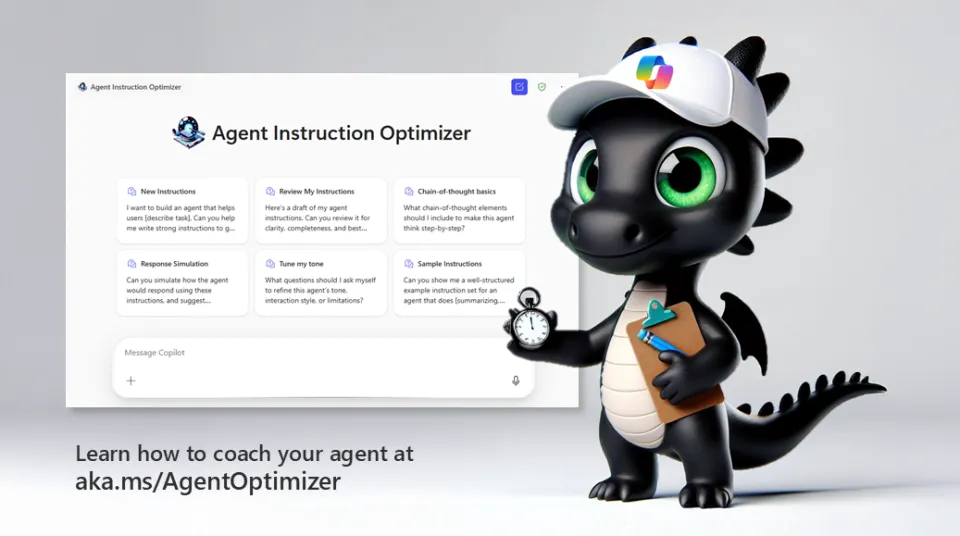 Agent Instruction Optimizer
Agent Instruction Optimizer
New Instructions
I want to build an agent that helps
users [describe task]. Can you help
me write strong instructions to g...
Review My Instructions
Here's a draft of my agent
instructions. Can you review it for
clarity, completeness, and best...
Chain-of-thought basics
What chain-of-thought elements
should I include to make this agent
think step-by-step?
Response Simulation
Can you simulate how the agent
would respond using these
instructions, and suggest...
Tune my tone
What questions should I ask myself
to refine this agent's tone,
interaction style, or limitations?
Sample Instructions
Can you show me a well-structured
example instruction set for an
agent that does [summarizing,...
Message Copilot
Learn how to coach your agent at
aka.ms/AgentOptimizer